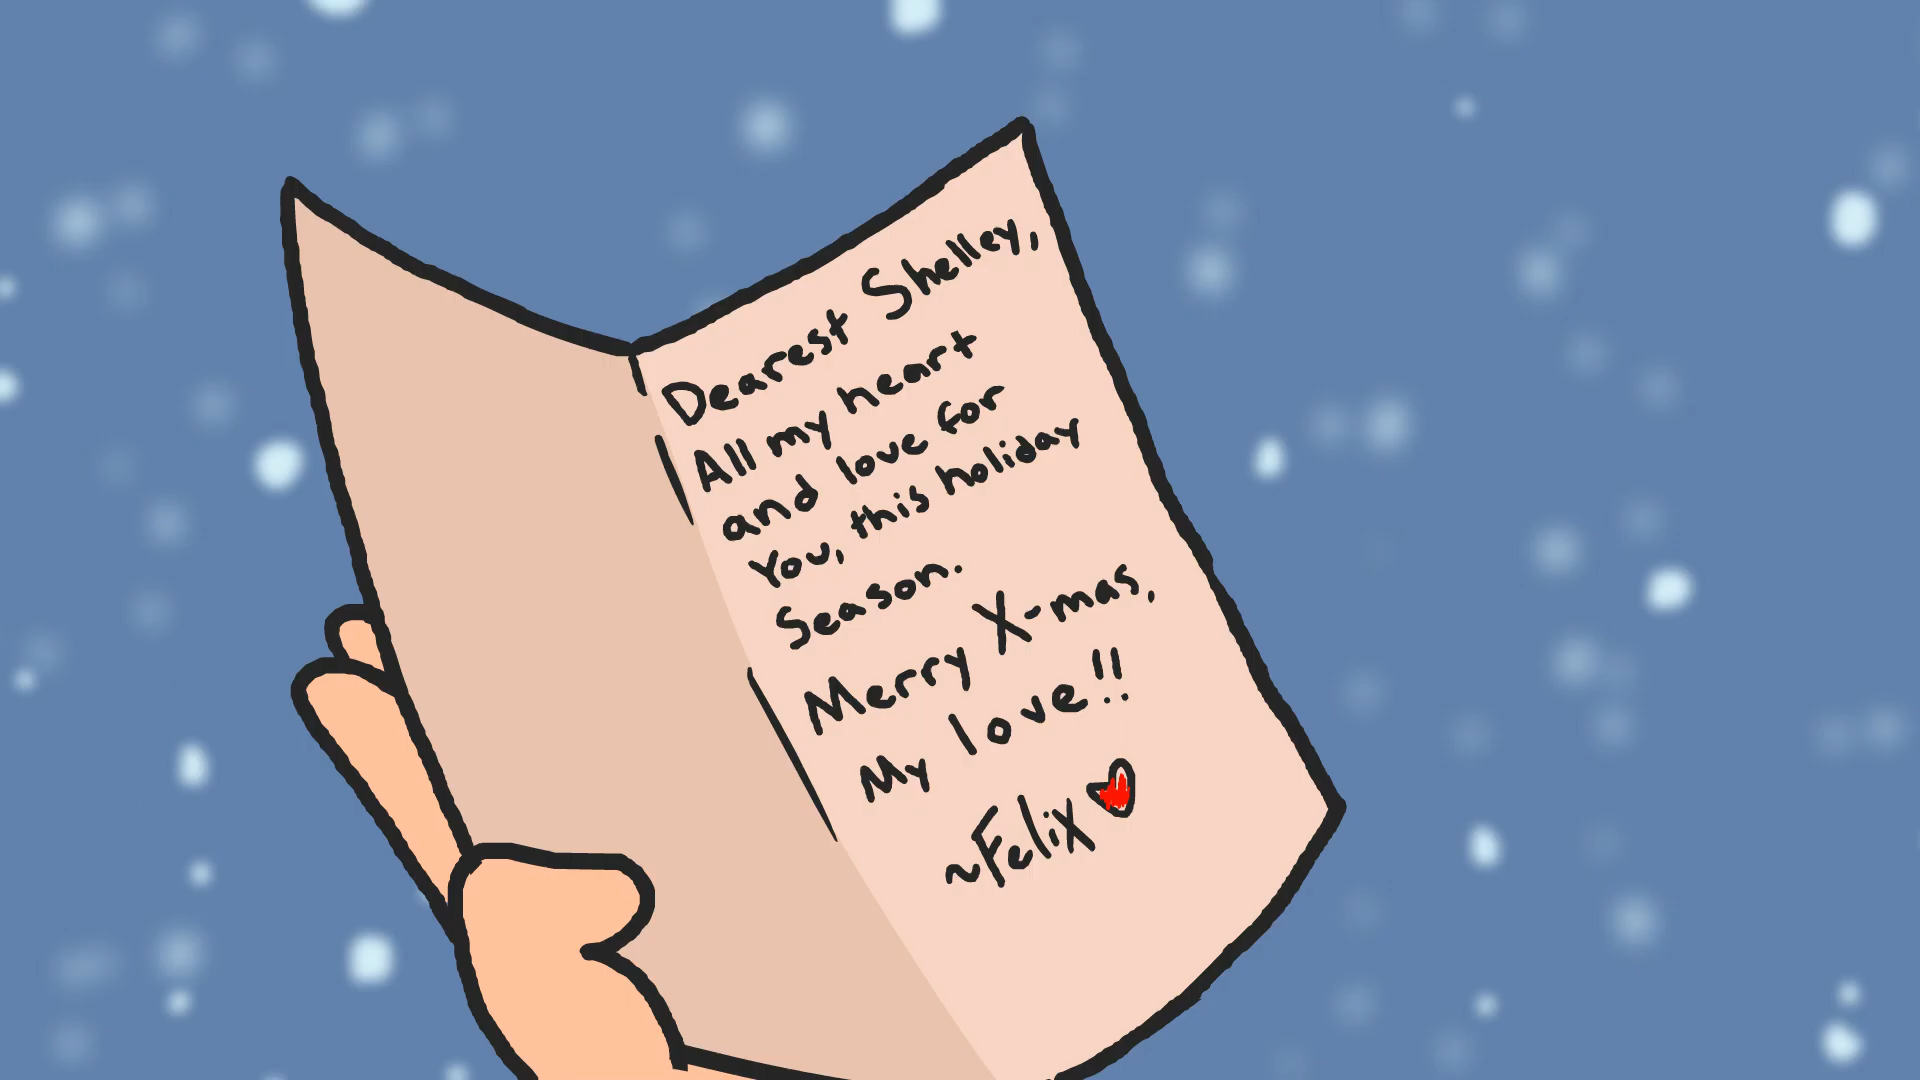 Dearest Shelley,
All my heart
and love for
You, this holiday
Season.
Merry X-mas,
My love!!
~Felix